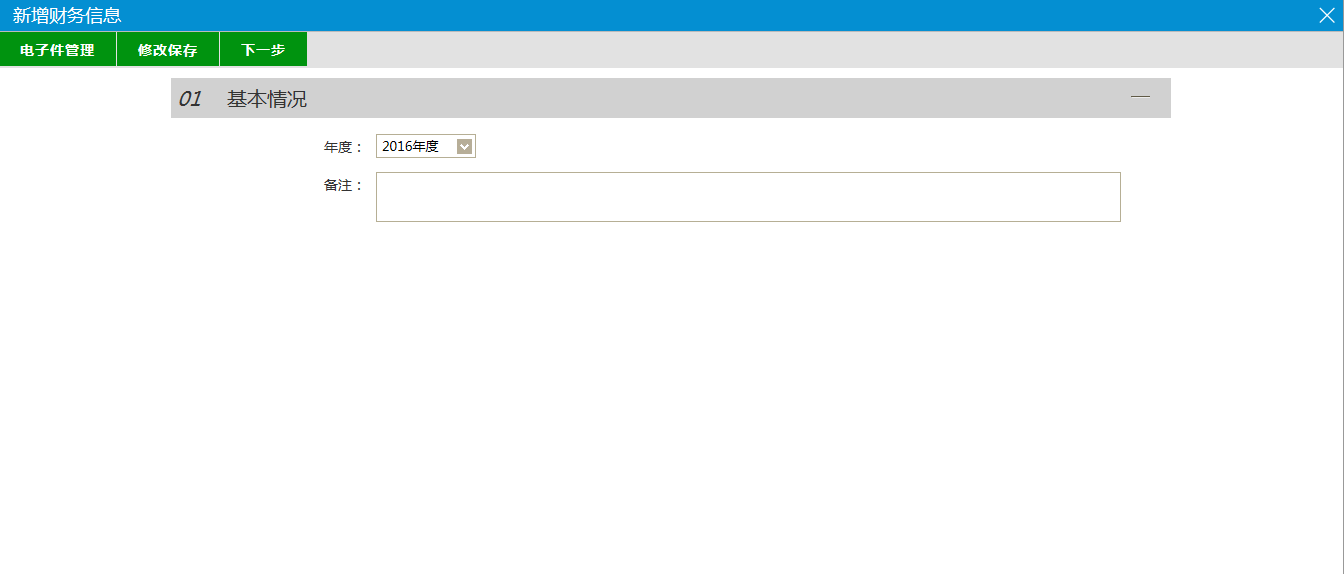 新增财务信息
电子件管理 修改保存 下一步
01 基本情况
年度： 2016年度
备注：